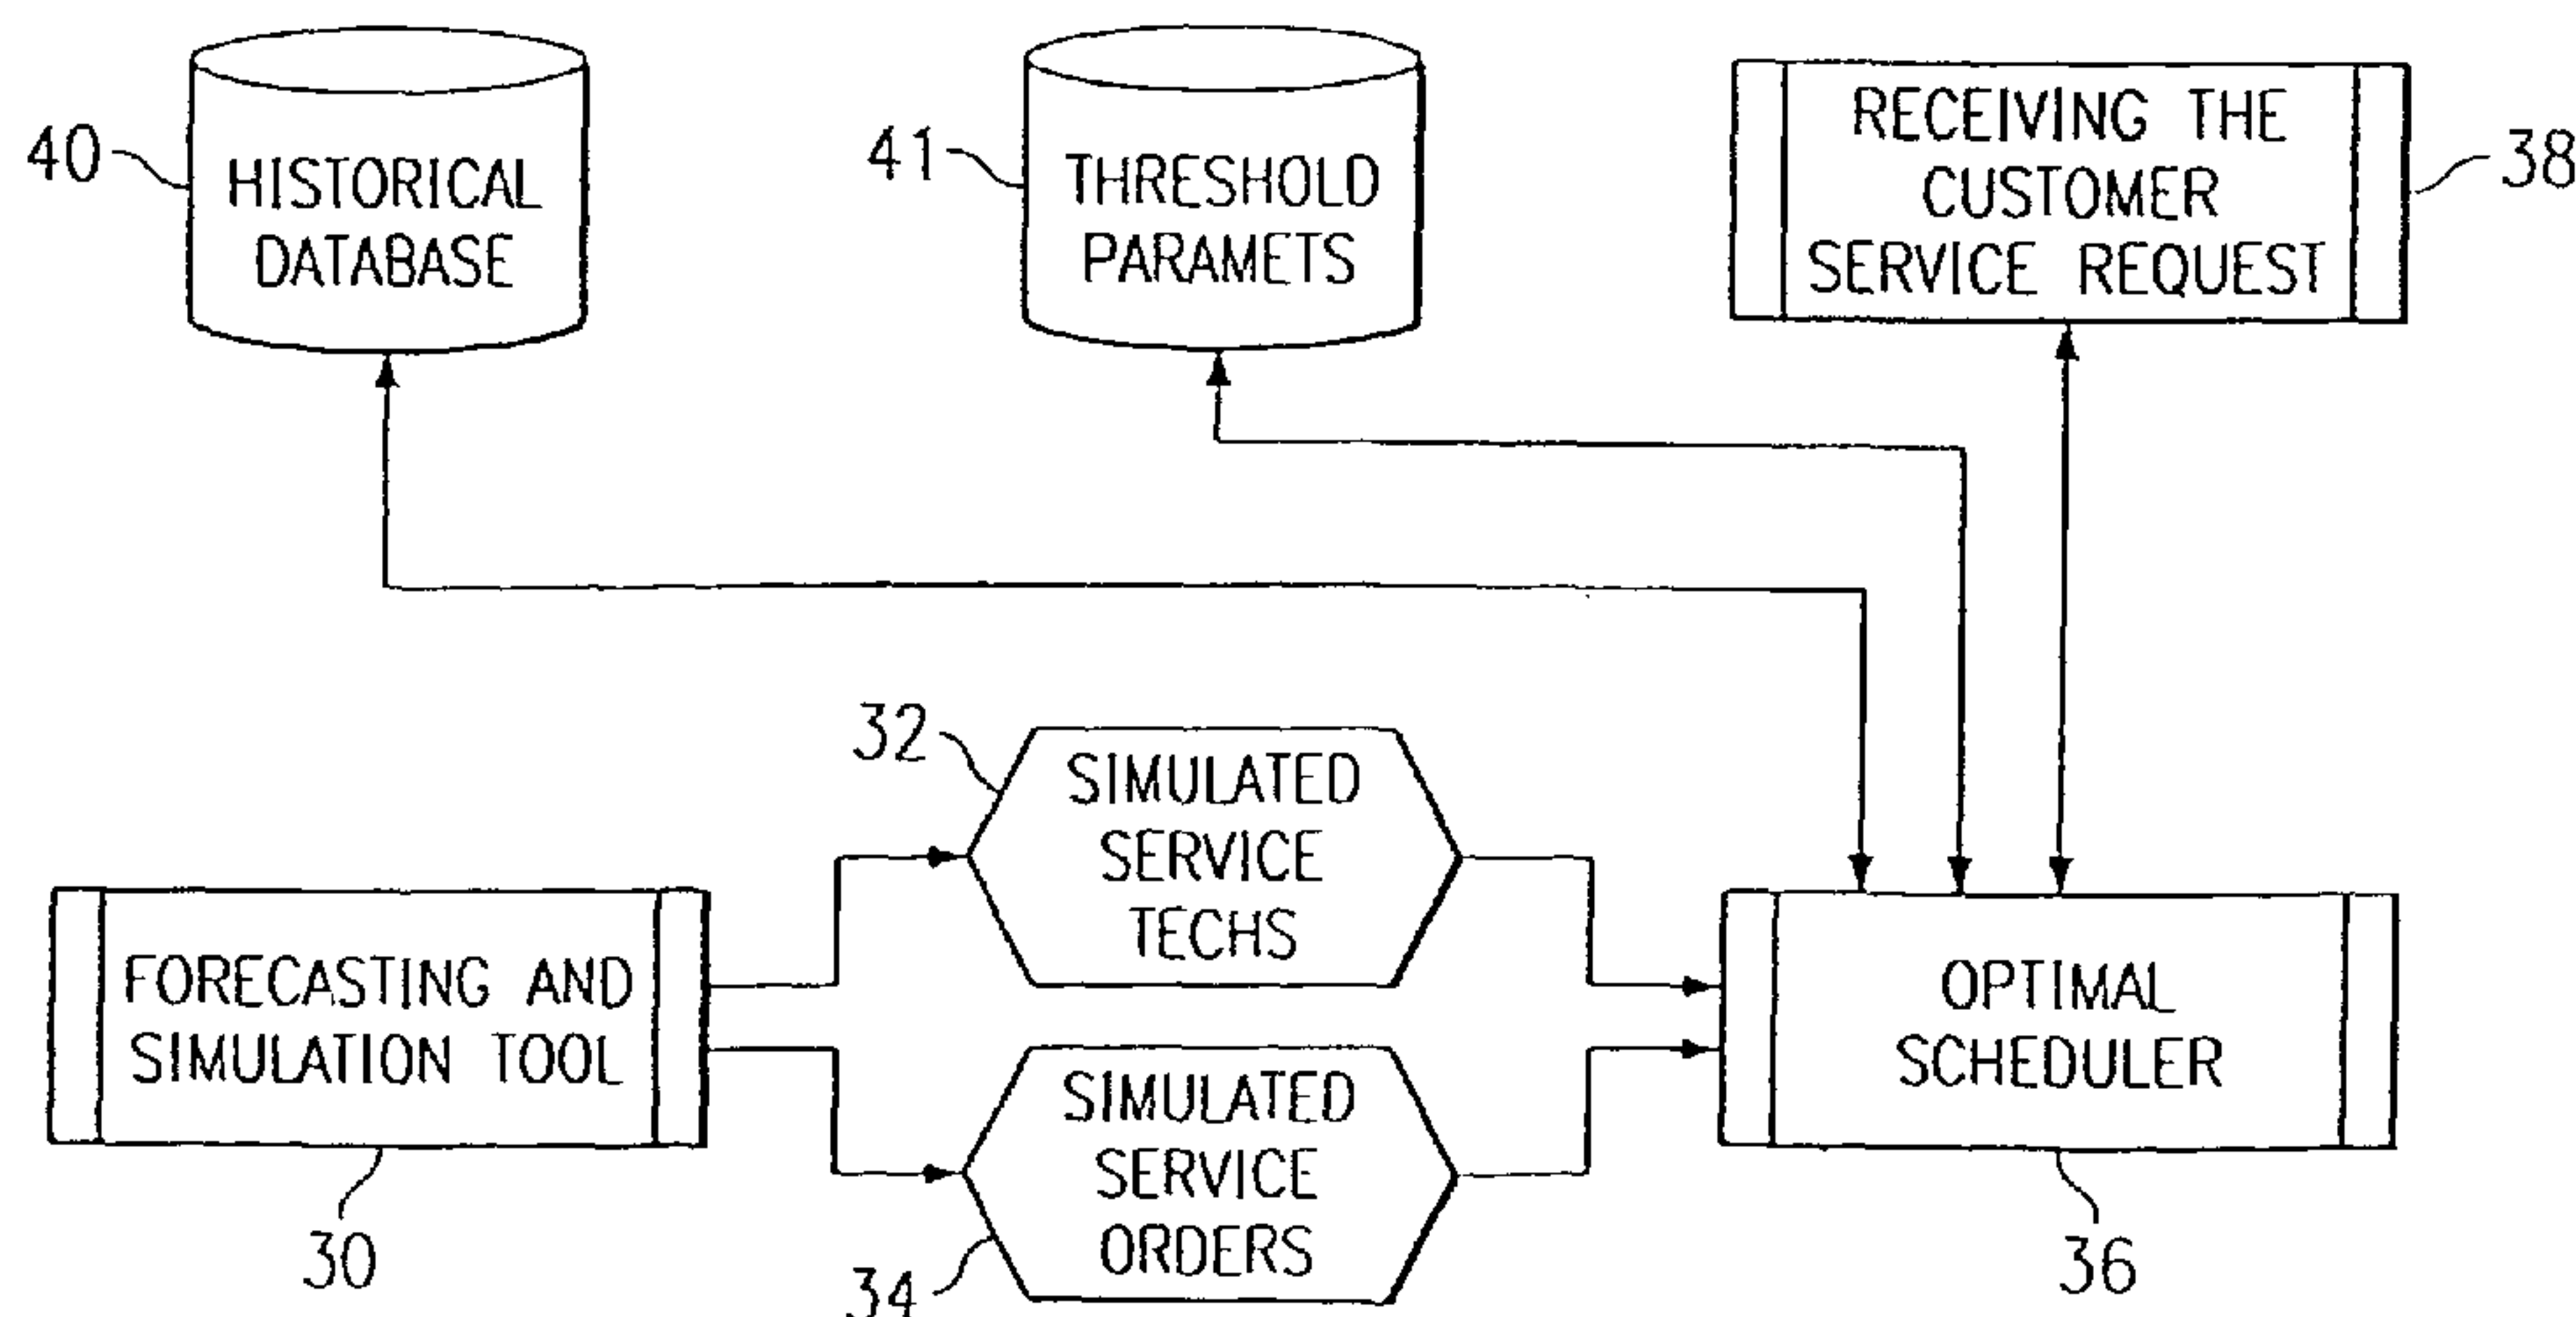 40
HISTORICAL
DATABASE
41
THRESHOLD
PARAMETS
RECEIVING THE
CUSTOMER
SERVICE REQUEST
38
32
SIMULATED
SERVICE
TECHS
FORECASTING AND
SIMULATION TOOL
30
SIMULATED
SERVICE
ORDERS
34
OPTIMAL
SCHEDULER
36